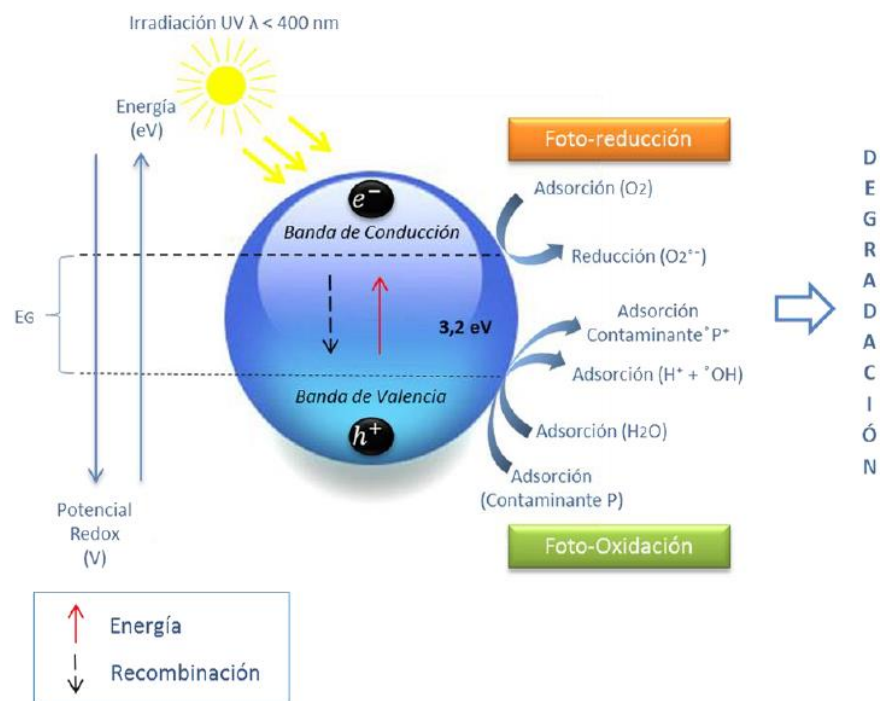 Irradiación UV λ < 400 nm
Energía
(eV)
Foto-reducción
e⁻
Adsorción (O2)
Banda de Conducción
Reducción (O2°⁻)
EG
3,2 eV
Adsorción
Contaminante°P⁺
Adsorción (H⁺ + °OH)
Banda de Valencia
h⁺
Adsorción (H2O)
Adsorción
(Contaminante P)
Potencial
Redox
(V)
Foto-Oxidación
D
E
G
R
A
D
A
C
I
Ó
N
Energía
Recombinación